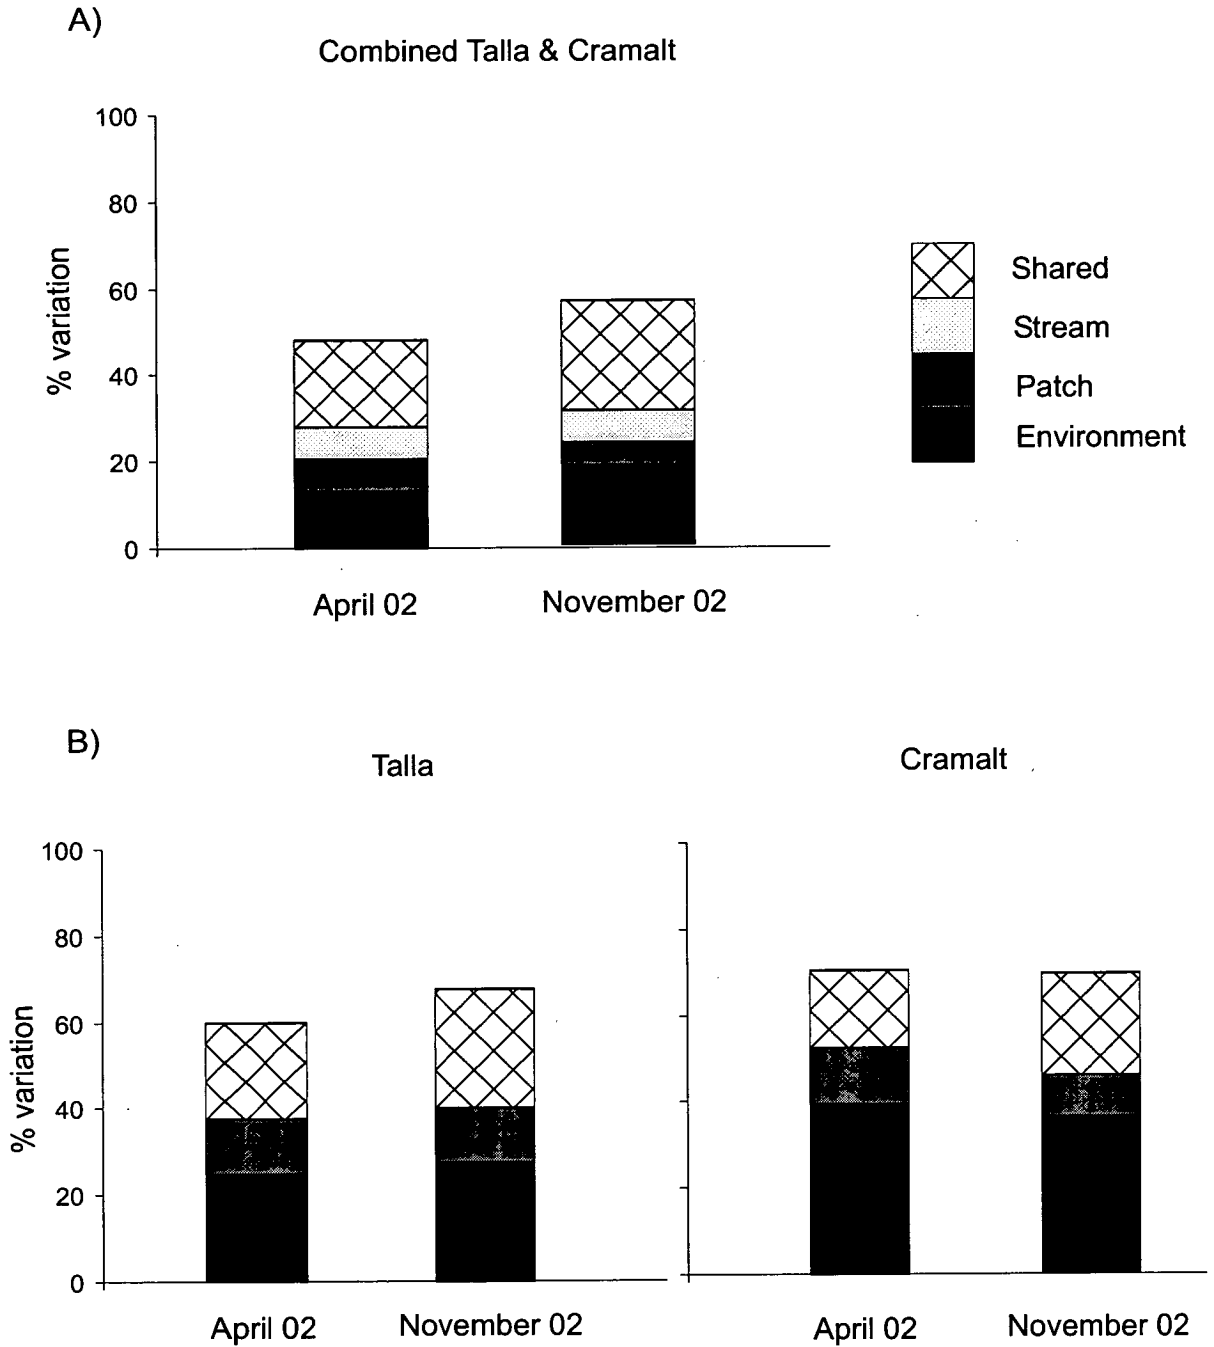 A)
Combined Talla & Cramalt
100
80
60
40
20
0
% variation
April 02
November 02
Shared
Stream
Patch
Environment
B)
Talla
Cramalt
100
80
60
40
20
0
% variation
April 02
November 02
April 02
November 02